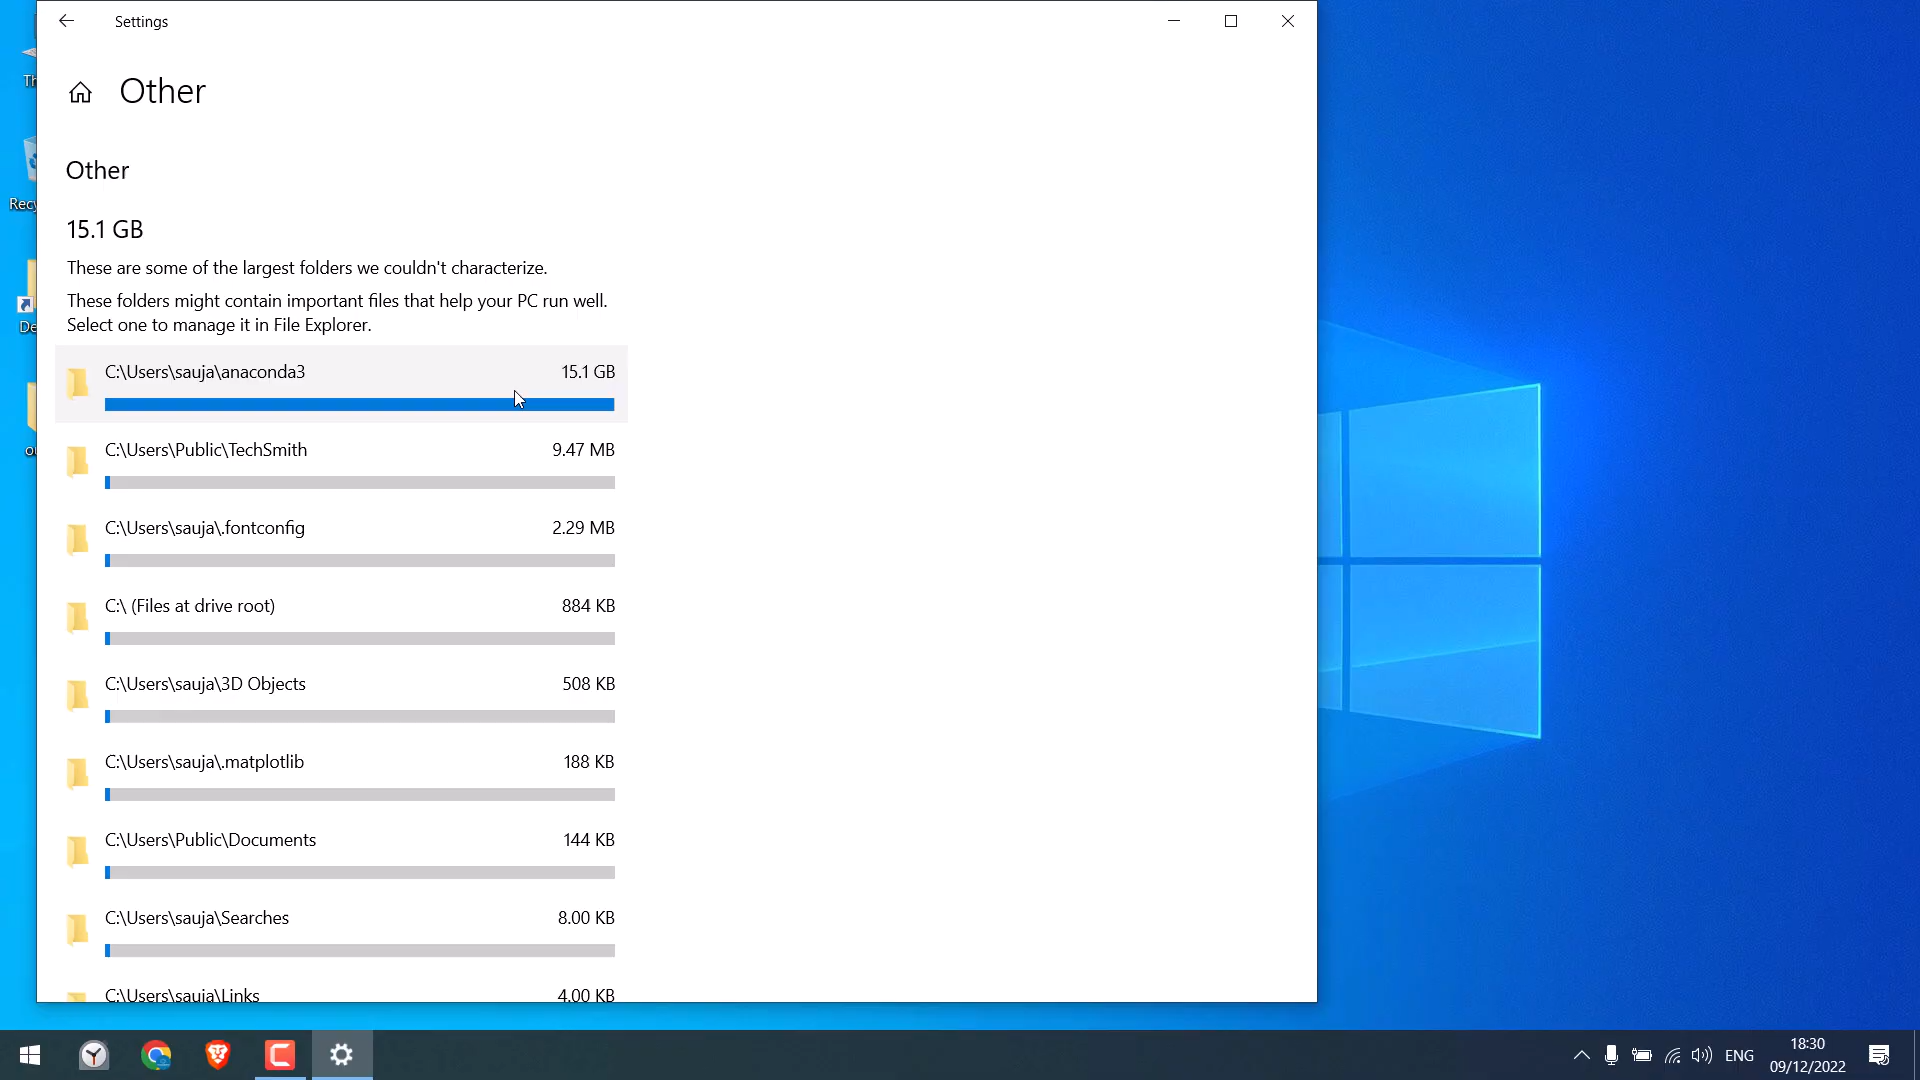 Settings
Other
Other
15.1 GB
These are some of the largest folders we couldn't characterize.
These folders might contain important files that help your PC run well.
Select one to manage it in File Explorer.
C:\Users\sauja\anaconda3 15.1 GB
C:\Users\Public\TechSmith 9.47 MB
C:\Users\sauja\.fontconfig 2.29 MB
C:\ (Files at drive root) 884 KB
C:\Users\sauja\3D Objects 508 KB
C:\Users\sauja\.matplotlib 188 KB
C:\Users\Public\Documents 144 KB
C:\Users\sauja\Searches 8.00 KB
C:\Users\sauja\Links 4.00 KB
Th
Recy
De
ENG
18:30
09/12/2022